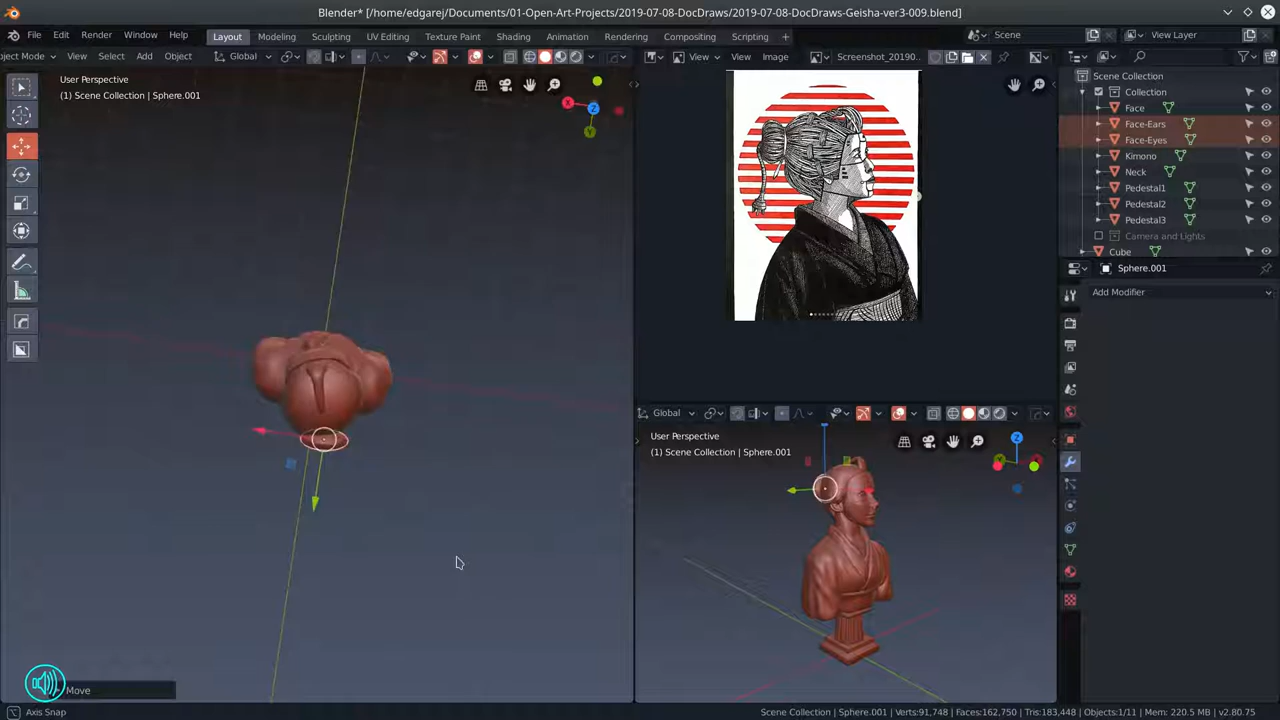 Blender* [/home/edgarej/Documents/01-Open-Art-Projects/2019-07-08-DocDraws/2019-07-08-DocDraws-Geisha-ver3-009.blend]
File Edit Render Window Help Layout Modeling Sculpting UV Editing Texture Paint Shading Animation Rendering Compositing Scripting + Scene View Layer
oject Mode View Select Add Object Global View View Image Screenshot_20190..
User Perspective
(1) Scene Collection | Sphere.001
X
Z
Y
Scene Collection
Collection
Face
Face-Ears
Face-Eyes
Kimono
Neck
Pedestal1
Pedestal2
Pedestal3
Camera and Lights
Cube
Sphere.001
Add Modifier
Global
User Perspective
(1) Scene Collection | Sphere.001
Z
Move
Axis Snap
Scene Collection | Sphere.001 | Verts:91,748 | Faces:162,750 | Tris:183,448 | Objects:1/11 | Mem: 220.5 MB | v2.80.75